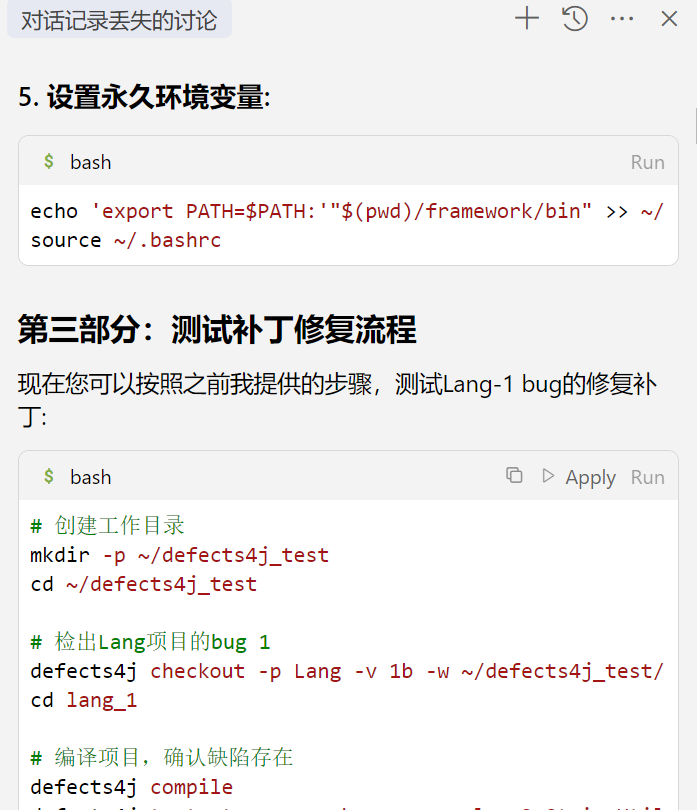 对话记录丢失的讨论
5. 设置永久环境变量:
$ bash Run
echo 'export PATH=$PATH:'"$(pwd)/framework/bin" >> ~/
source ~/.bashrc
第三部分：测试补丁修复流程
现在您可以按照之前我提供的步骤，测试Lang-1 bug的修复补
丁:
$ bash Apply Run
# 创建工作目录
mkdir -p ~/defects4j_test
cd ~/defects4j_test
# 检出Lang项目的bug 1
defects4j checkout -p Lang -v 1b -w ~/defects4j_test/
cd lang_1
# 编译项目，确认缺陷存在
defects4j compile